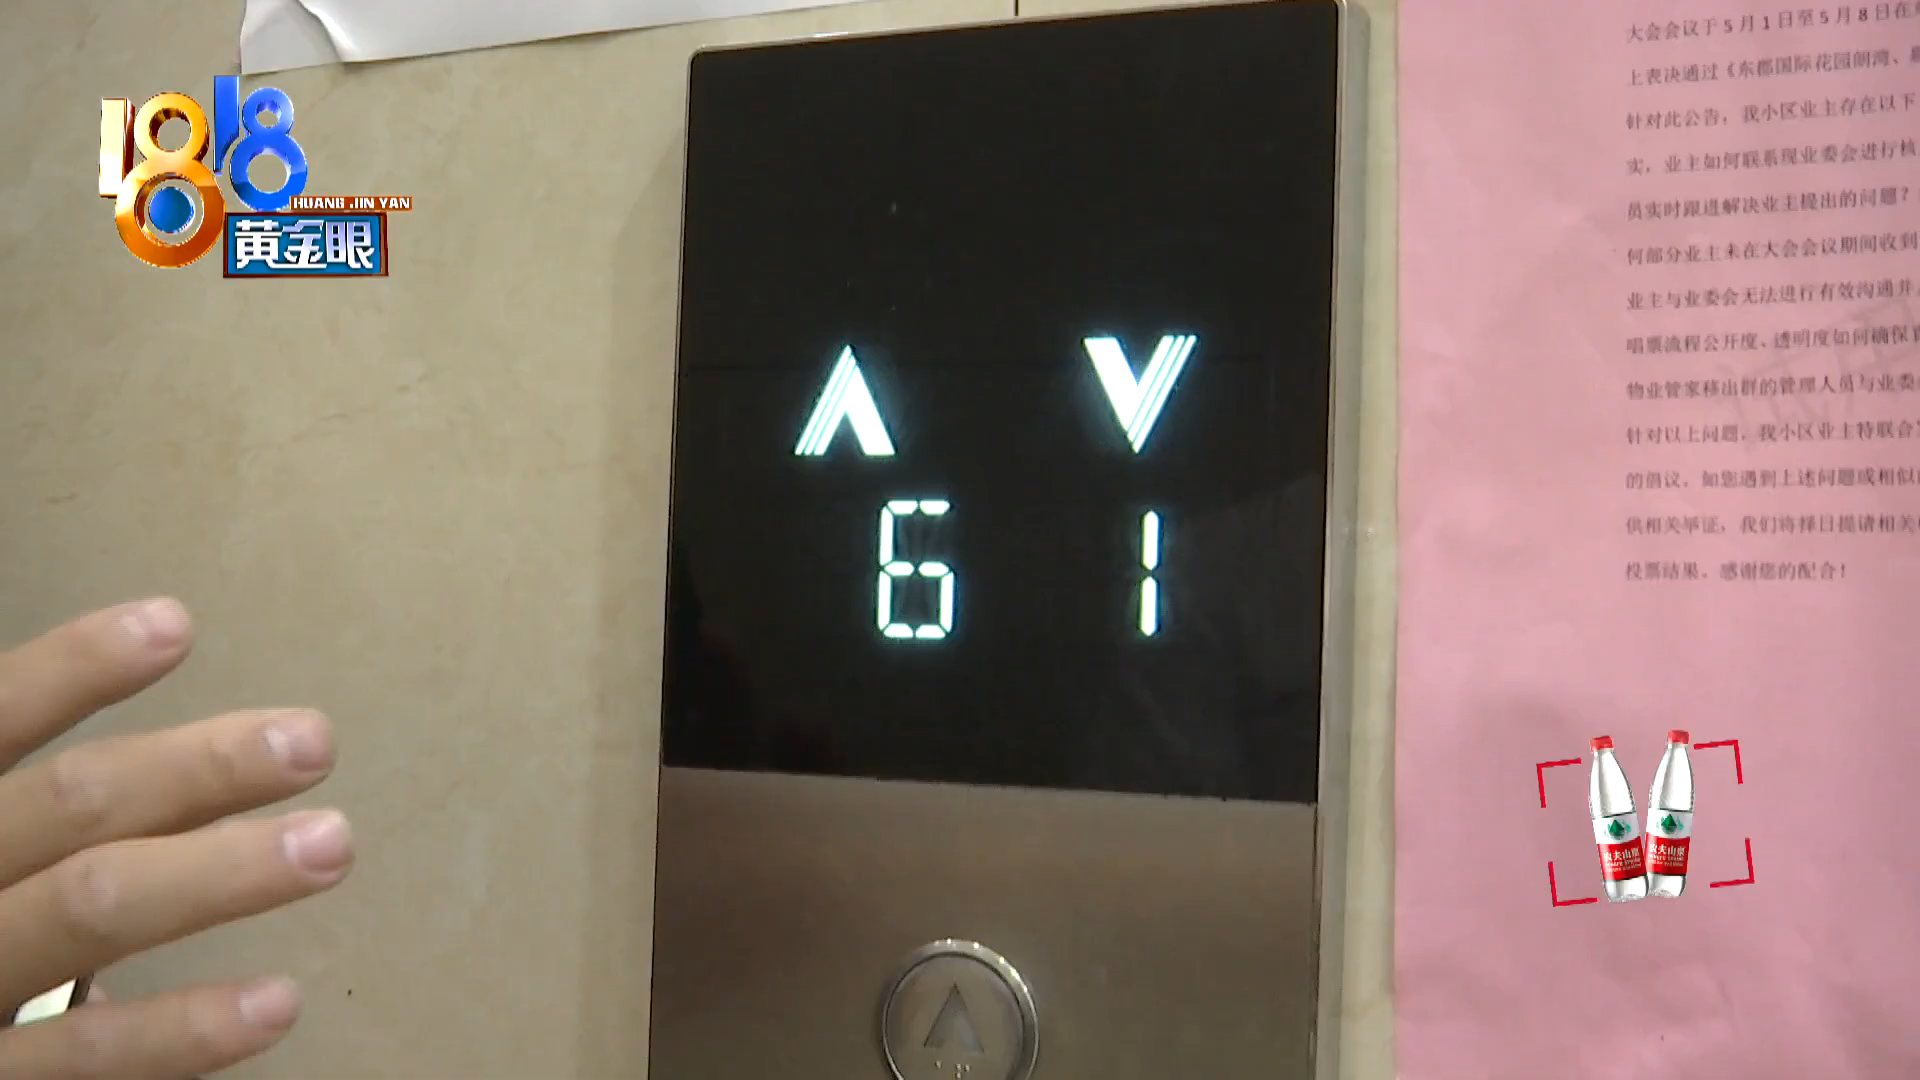 1818
HUANG JIN YAN
黄金眼
6 1
大会会议于5月1日至5月8日在
上表决通过《东郡国际花园朗湾、
针对此公告，我小区业主存在以下
实，业主如何联系现业委会进行核
员实时跟进解决业主提出的问题？
何部分业主未在大会会议期间收到
业主与业委会无法进行有效沟通并
唱票流程公开度、透明度如何确保
物业管家移出群的管理人员与业委
针对以上问题，我小区业主特联合
的倡议。如您遇到上述问题或相似
供相关举证，我们将择日提请相关
投票结果。感谢您的配合！
农夫山泉
农夫山泉